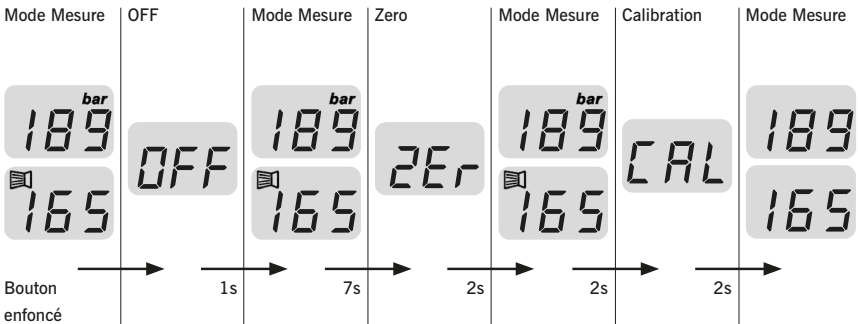 Mode Mesure OFF Mode Mesure Zero Mode Mesure Calibration Mode Mesure
bar bar bar
189 189 189 189
OFF 2Er CAL
165 165 165 165
Bouton 1s 7s 2s 2s 2s
enfoncé